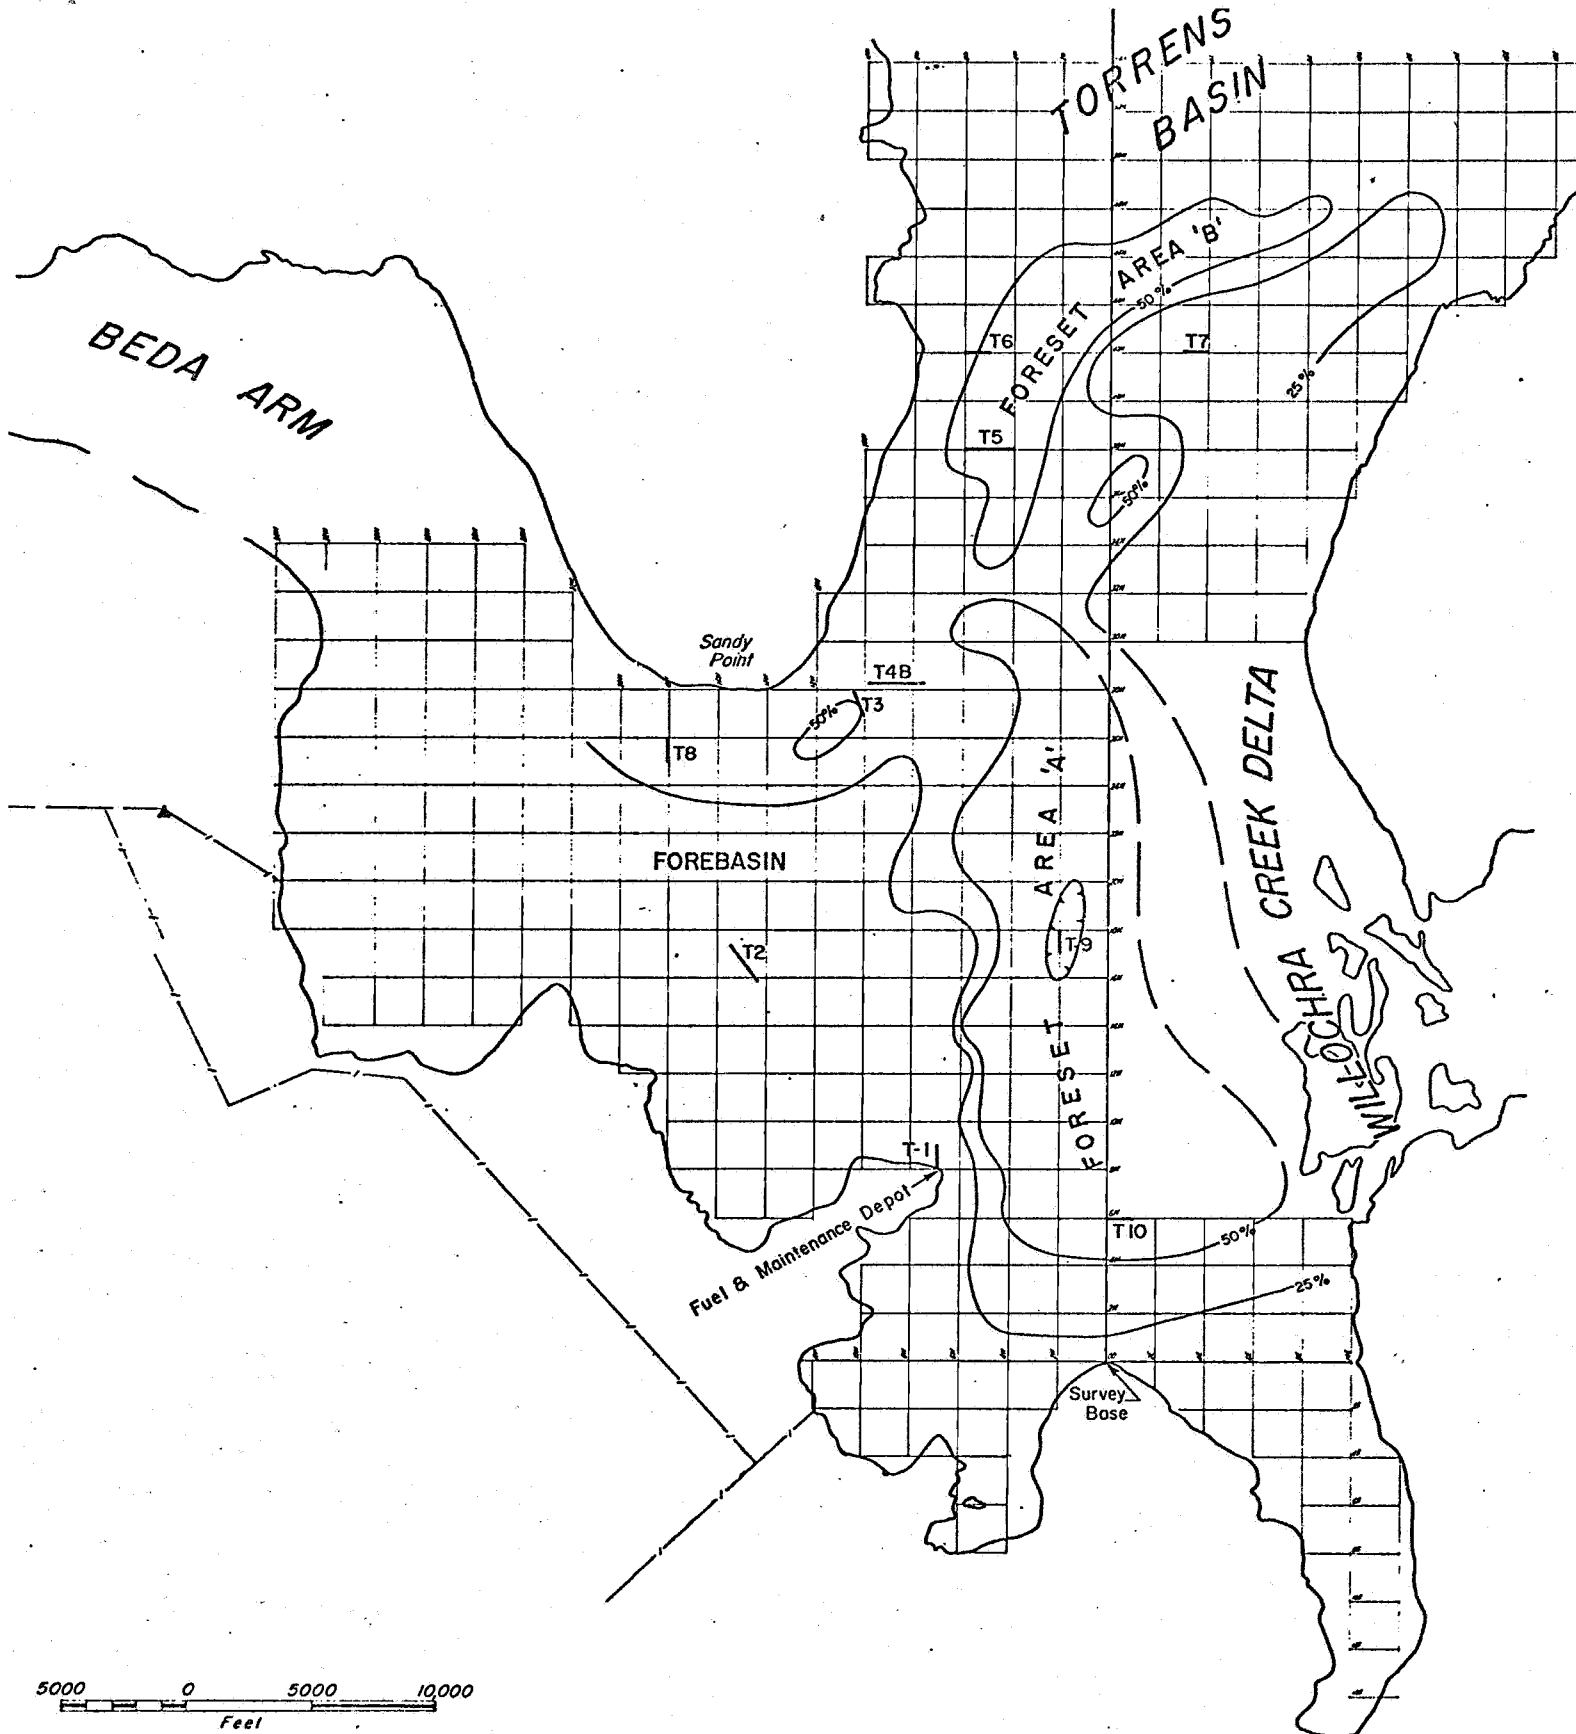 TORRENS
BASIN
BEDA ARM
FORESET AREA 'B'
50%
T6
T7
25%
T5
50%
Sandy
Point
T4B
50%
T3
T8
FORESET AREA 'A'
WILLOCHRA CREEK DELTA
FOREBASIN
T2
T-9
T-1
Fuel & Maintenance Depot
T10
50%
25%
Survey
Base
5000 0 5000 10,000
Feet